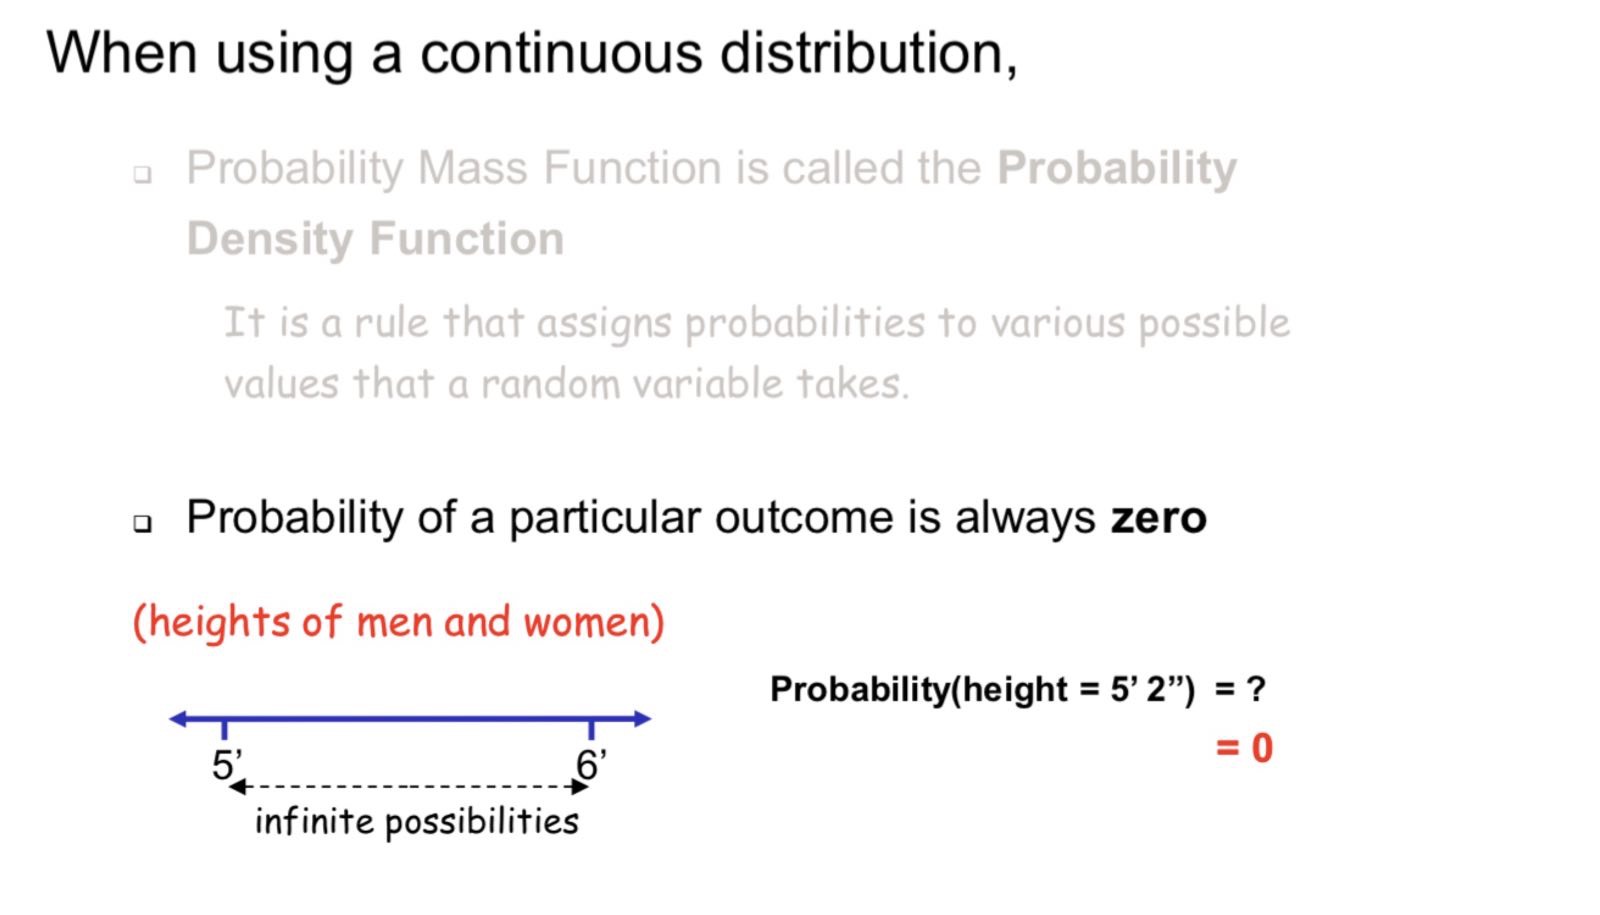 When using a continuous distribution,
❑ Probability Mass Function is called the Probability
Density Function
It is a rule that assigns probabilities to various possible
values that a random variable takes.
❑ Probability of a particular outcome is always zero
(heights of men and women)
Probability(height = 5’ 2”) = ?
= 0
5’ 6’
infinite possibilities